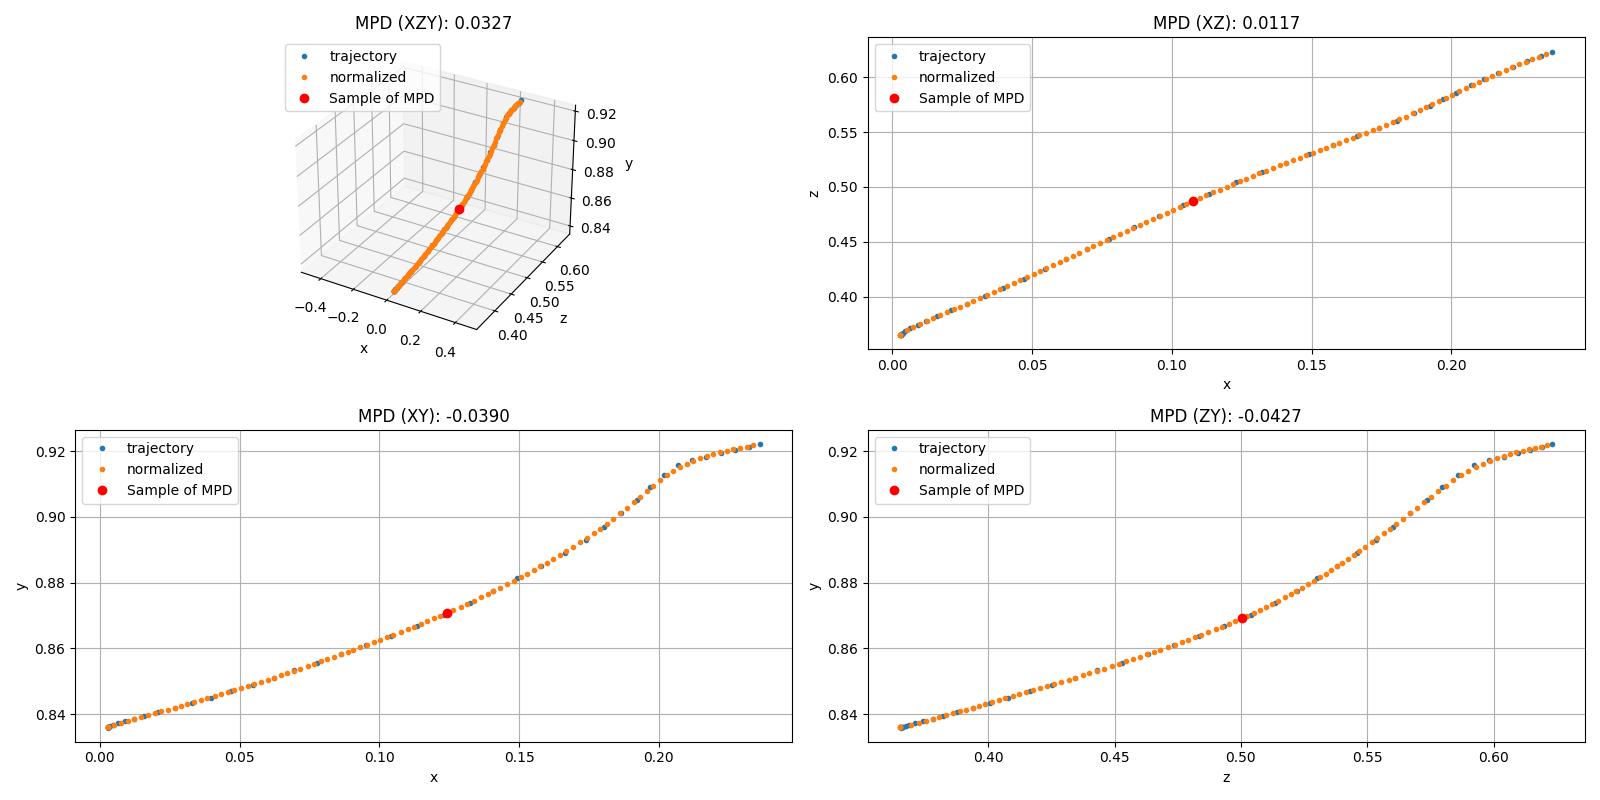 MPD (XZY): 0.0327
trajectory
normalized
Sample of MPD
0.92
0.90
0.88
0.86
0.84
y
0.60
0.55
0.50
0.45
0.40
z
−0.4
−0.2
0.0
0.2
0.4
x
MPD (XZ): 0.0117
trajectory
normalized
Sample of MPD
0.60
0.55
0.50
0.45
0.40
z
0.00 0.05 0.10 0.15 0.20
x
MPD (XY): -0.0390
trajectory
normalized
Sample of MPD
0.92
0.90
0.88
0.86
0.84
y
0.00 0.05 0.10 0.15 0.20
x
MPD (ZY): -0.0427
trajectory
normalized
Sample of MPD
0.92
0.90
0.88
0.86
0.84
y
0.40 0.45 0.50 0.55 0.60
z